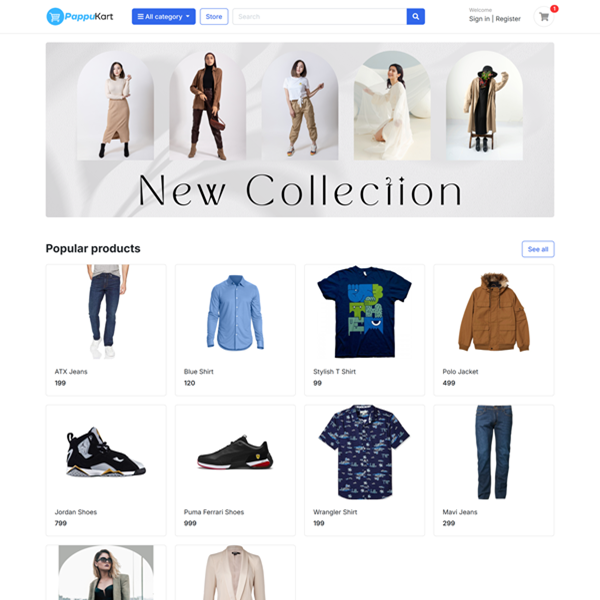 PappuKart
All category
Store
Search
Welcome
Sign in | Register
1
New Collection
Popular products
See all
ATX Jeans
199
Blue Shirt
120
Stylish T Shirt
99
Polo Jacket
499
Jordan Shoes
799
Puma Ferrari Shoes
999
Wrangler Shirt
199
Mavi Jeans
299